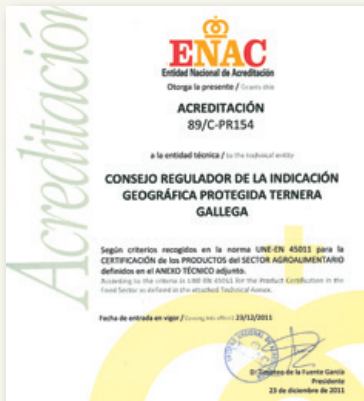 Acreditación
ENAC
Entidad Nacional de Acreditación
Otorga la presente / Grants this
ACREDITACIÓN
89/C-PR154
a la entidad técnica / to the technical entity
CONSEJO REGULADOR DE LA INDICACIÓN
GEOGRÁFICA PROTEGIDA TERNERA
GALLEGA
Según criterios recogidos en la norma UNE-EN 45011 para la
CERTIFICACIÓN de los PRODUCTOS del SECTOR AGROALIMENTARIO
definidos en el ANEXO TÉCNICO adjunto.
According to the criteria in UNE-EN 45011 for the Product Certification in the
Food Sector as defined in the attached Technical Annex.
Fecha de entrada en vigor / Coming into effect 23/12/2011
de la Fuente García
Presidente
23 de diciembre de 2011